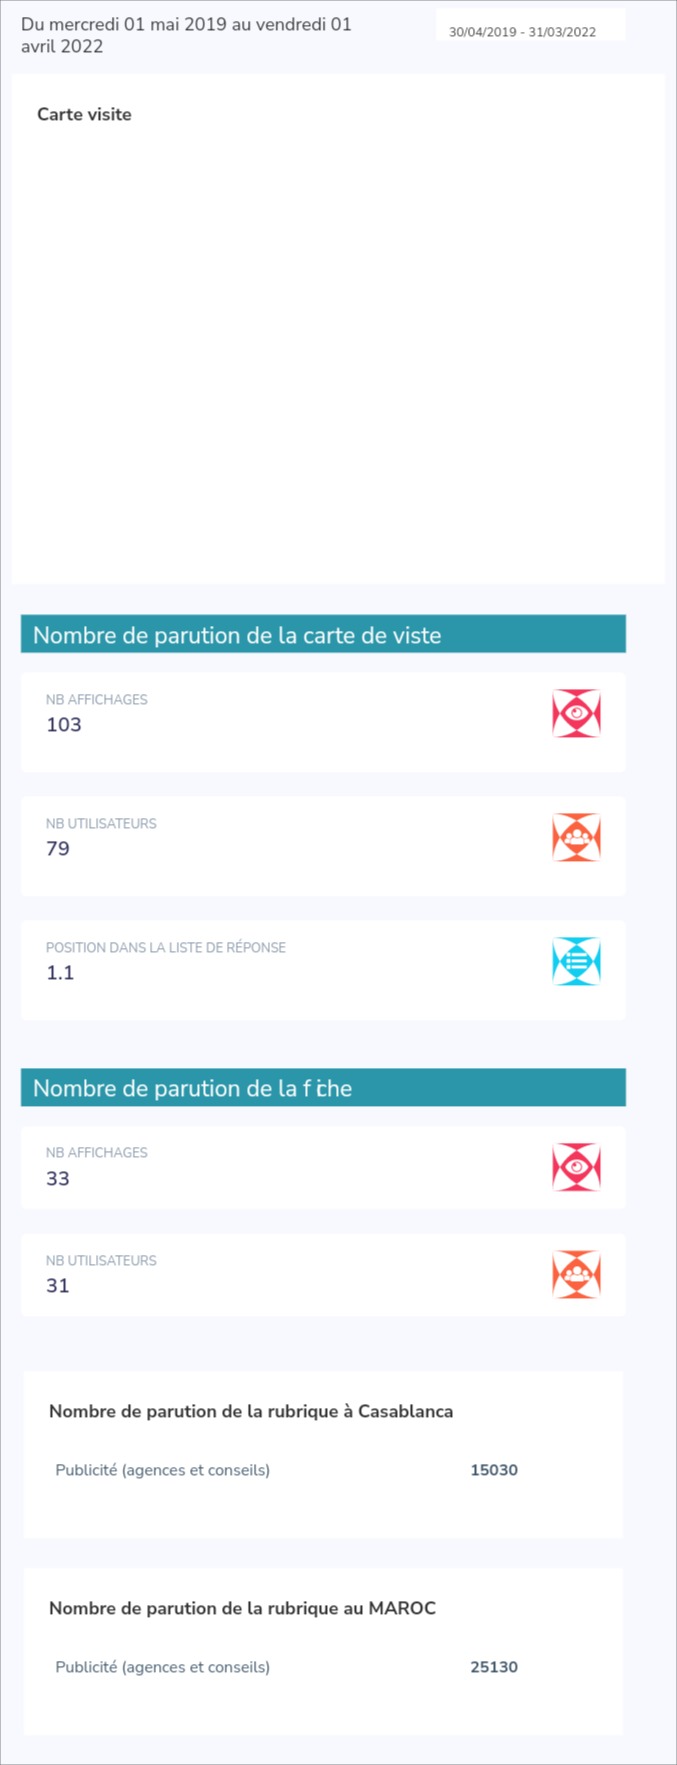 Du mercredi 01 mai 2019 au vendredi 01
avril 2022
30/04/2019 - 31/03/2022
Carte visite
Nombre de parution de la carte de viste
NB AFFICHAGES
103
NB UTILISATEURS
79
POSITION DANS LA LISTE DE RÉPONSE
1.1
Nombre de parution de la fiche
NB AFFICHAGES
33
NB UTILISATEURS
31
Nombre de parution de la rubrique à Casablanca
Publicité (agences et conseils) 15030
Nombre de parution de la rubrique au MAROC
Publicité (agences et conseils) 25130